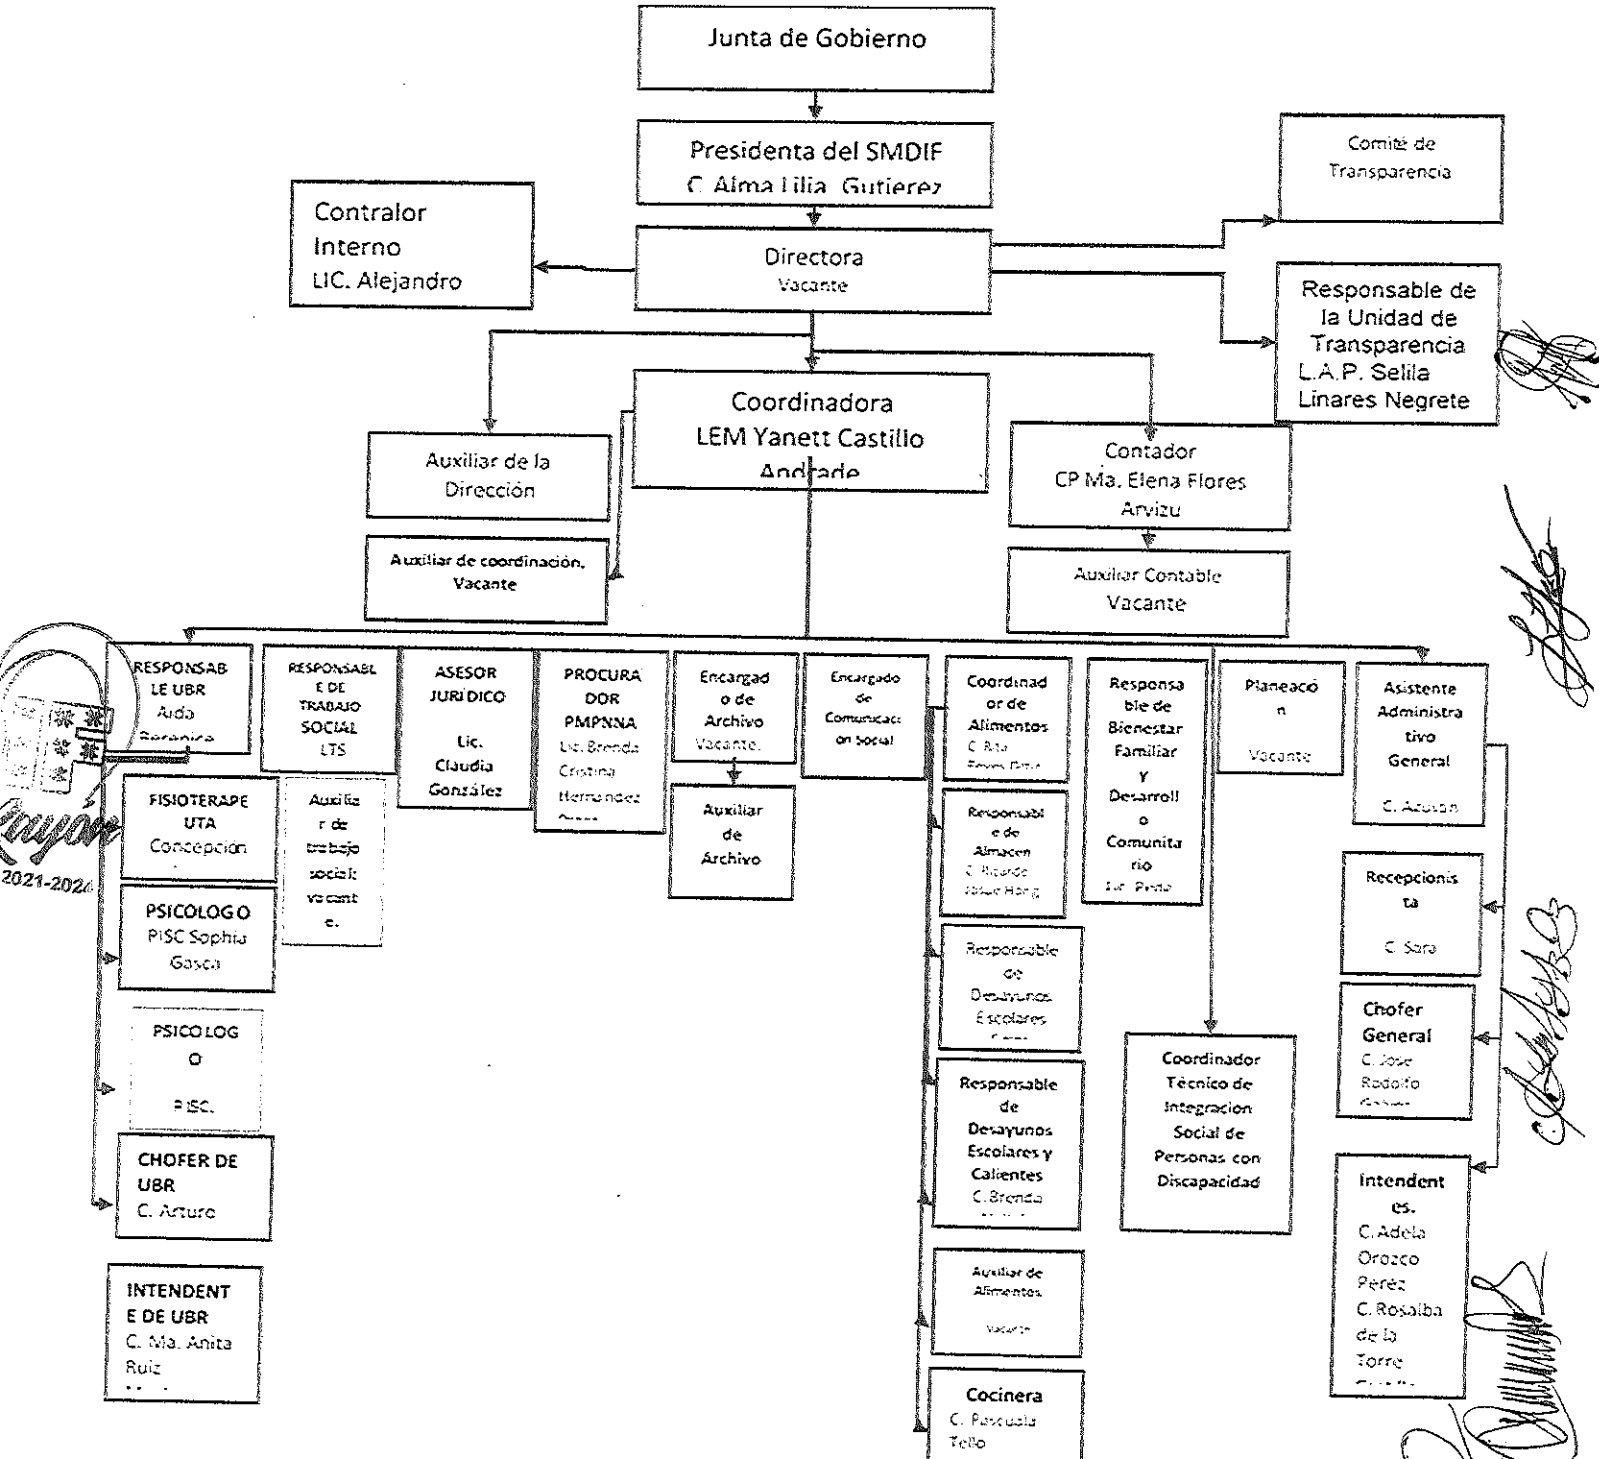 Junta de Gobierno
Presidenta del SMDIF
C Alma Lilia Gutierez
Comité de
Transparencia
Contralor
Interno
LIC. Alejandro
Directora
Vacante
Responsable de
la Unidad de
Transparencia
L.A.P. Selila
Linares Negrete
Coordinadora
LEM Yanett Castillo
Andrade
Auxiliar de la
Dirección
Contador
CP Ma. Elena Flores
Arvizu
Auxiliar de coordinación.
Vacante
Auxiliar Contable
Vacante
RESPONSAB
LE UBR
Aida
RESPONSABL
E DE
TRABAJO
SOCIAL
LTS
ASESOR
JURIDICO
Lic.
Claudia
González
PROCURA
DOR
PMPNNA
Lic. Brenda
Cristina
Hernandez
Encargad
o de
Archivo
Vacante.
Encargado
de
Comunicaci
on Social
Coordinad
or de
Alimentos
C. Rita
Responsa
ble de
Bienestar
Familiar
y
Desarroll
o
Comunita
rio
Lic.
Planeació
n
Vacante
Asistente
Administra
tivo
General
C.
FISIOTERAPE
UTA
Concepción
Auxilia
r de
trabajo
social:
vacant
e.
Auxiliar
de
Archivo
Responsabl
e de
Almacen
C. Ricardo
Josue
Recepcionis
ta
C. Sara
2021-2024
PSICOLOGO
PISC Sophia
Gasca
Responsable
de
Desayunos
Escolares
Chofer
General
C. Jose
Rodolfo
PSICOLOG
O
PISC.
Responsable
de
Desayunos
Escolares y
Calientes
C. Brenda
Coordinador
Técnico de
Integracion
Social de
Personas con
Discapacidad
CHOFER DE
UBR
C. Arturo
Intendent
es.
C. Adela
Orozco
Peréz
C. Rosalba
de la
Torre
INTENDENT
E DE UBR
C. Ma. Anita
Ruiz
Auxiliar de
Alimentos
Vacante
Cocinera
C. Pascuala
Tello